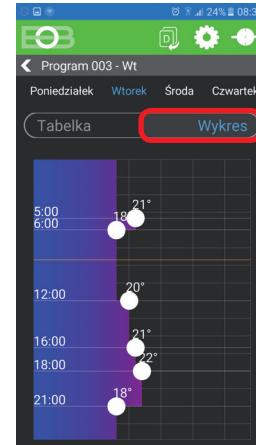 24% 08:3
EOB
D
Program 003 - Wt
Poniedziałek Wtorek Środa Czwartek
Tabelka Wykres
21°
5:00
18°
6:00
20°
12:00
21°
16:00
22°
18:00
18°
21:00